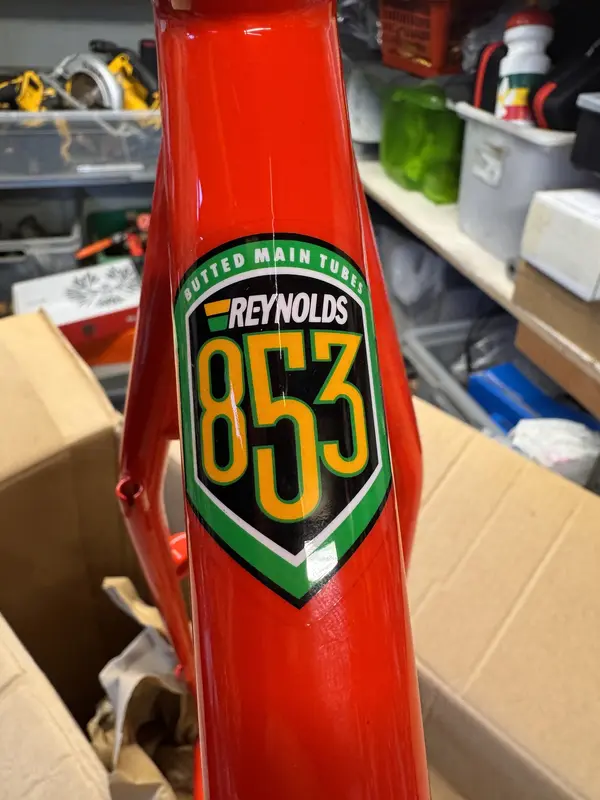 BUTTED MAIN TUBES
REYNOLDS
853